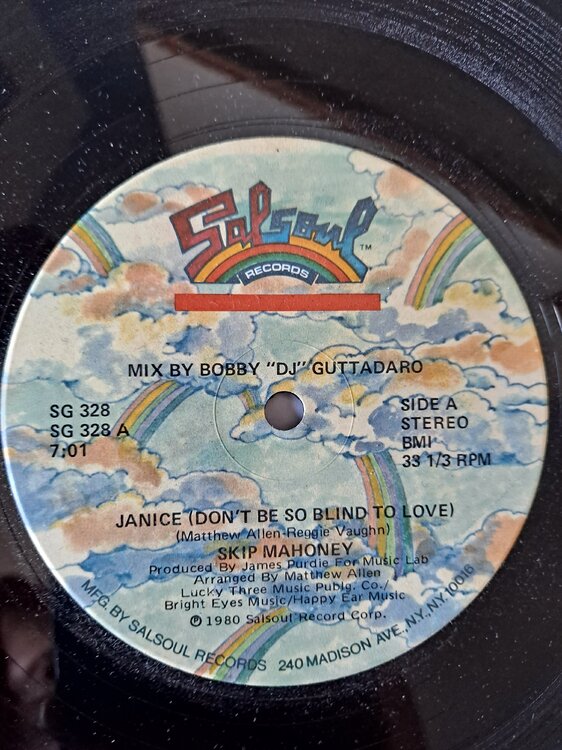 Salsoul TM
RECORDS
MIX BY BOBBY "DJ" GUTTADARO
SG 328
SG 328 A
7:01
SIDE A
STEREO
BMI
33 1/3 RPM
JANICE (DON'T BE SO BLIND TO LOVE)
(Matthew Allen-Reggie Vaughn)
SKIP MAHONEY
Produced By James Purdie For Music Lab
Arranged By Matthew Allen
Lucky Three Music Publg. Co./
Bright Eyes Music/Happy Ear Music
℗ 1980 Salsoul Record Corp.
MFG. BY SALSOUL RECORDS 240 MADISON AVE, N.Y., N.Y. 10016